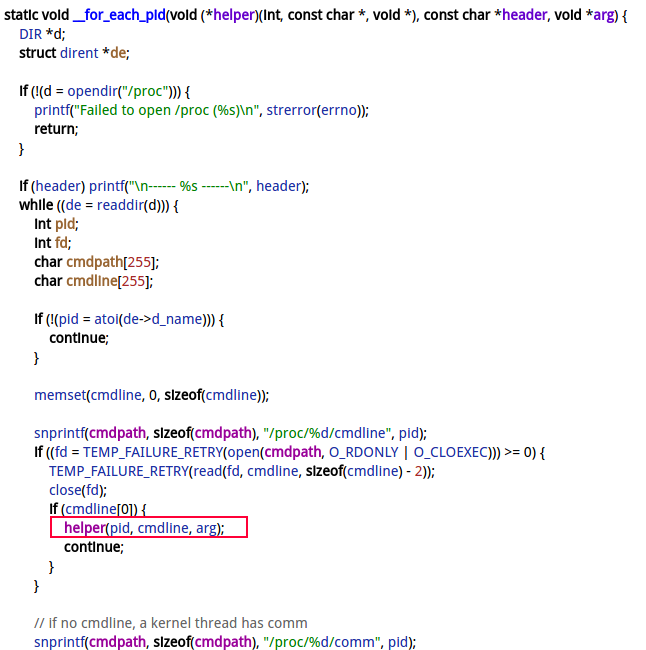 static void __for_each_pid(void (*helper)(int, const char *, void *), const char *header, void *arg) {
DIR *d;
struct dirent *de;
if (!(d = opendir("/proc"))) {
printf("Failed to open /proc (%s)\n", strerror(errno));
return;
}
if (header) printf("\n------ %s ------\n", header);
while ((de = readdir(d))) {
int pid;
int fd;
char cmdpath[255];
char cmdline[255];
if (!(pid = atoi(de->d_name))) {
continue;
}
memset(cmdline, 0, sizeof(cmdline));
snprintf(cmdpath, sizeof(cmdpath), "/proc/%d/cmdline", pid);
if ((fd = TEMP_FAILURE_RETRY(open(cmdpath, O_RDONLY | O_CLOEXEC))) >= 0) {
TEMP_FAILURE_RETRY(read(fd, cmdline, sizeof(cmdline) - 2));
close(fd);
if (cmdline[0]) {
helper(pid, cmdline, arg);
continue;
}
}
// if no cmdline, a kernel thread has comm
snprintf(cmdpath, sizeof(cmdpath), "/proc/%d/comm", pid);